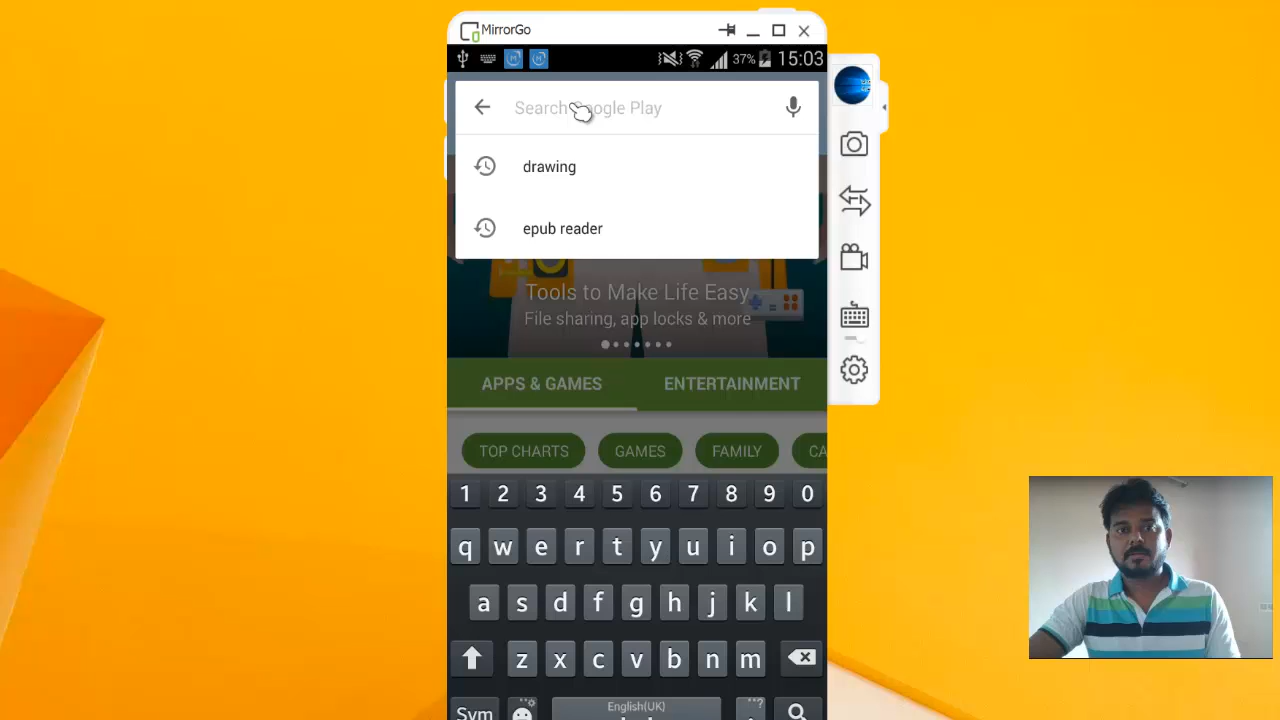 MirrorGo
37% 15:03
Search Google Play
drawing
epub reader
Tools to Make Life Easy
File sharing, app locks & more
APPS & GAMES ENTERTAINMENT
TOP CHARTS GAMES FAMILY CA
1 2 3 4 5 6 7 8 9 0
q w e r t y u i o p
a s d f g h j k l
z x c v b n m
Sym English(UK) ..?